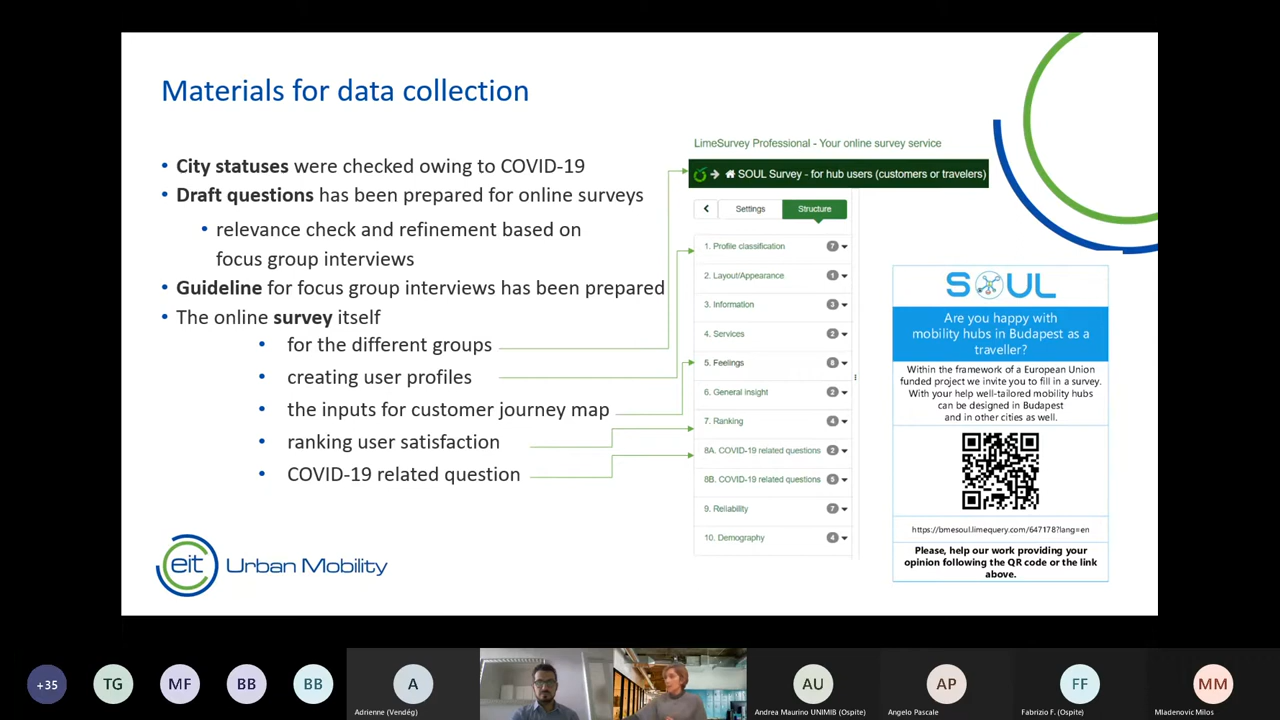 Materials for data collection
• City statuses were checked owing to COVID-19
• Draft questions has been prepared for online surveys
• relevance check and refinement based on
focus group interviews
• Guideline for focus group interviews has been prepared
• The online survey itself
• for the different groups
• creating user profiles
• the inputs for customer journey map
• ranking user satisfaction
• COVID-19 related question
eit Urban Mobility
LimeSurvey Professional - Your online survey service
SOUL Survey - for hub users (customers or travelers)
Settings Structure
1. Profile classification 7
2. Layout/Appearance 1
3. Information 3
4. Services 2
5. Feelings 8
6. General insight 2
7. Ranking 4
8A. COVID-19 related questions 2
8B. COVID-19 related questions 5
9. Reliability 7
10. Demography 4
SOUL
Are you happy with
mobility hubs in Budapest as a
traveller?
Within the framework of a European Union
funded project we invite you to fill in a survey.
With your help well-tailored mobility hubs
can be designed in Budapest
and in other cities as well.
https://bmesoul.limequery.com/647178?lang=en
Please, help our work providing your
opinion following the QR code or the link
above.
+35 TG MF BB BB A AU AP FF MM
Adrienne (Vendég) Andrea Maurino UNIMIB (Ospite) Angelo Pascale Fabrizio F. (Ospite) Mladenovic Milos